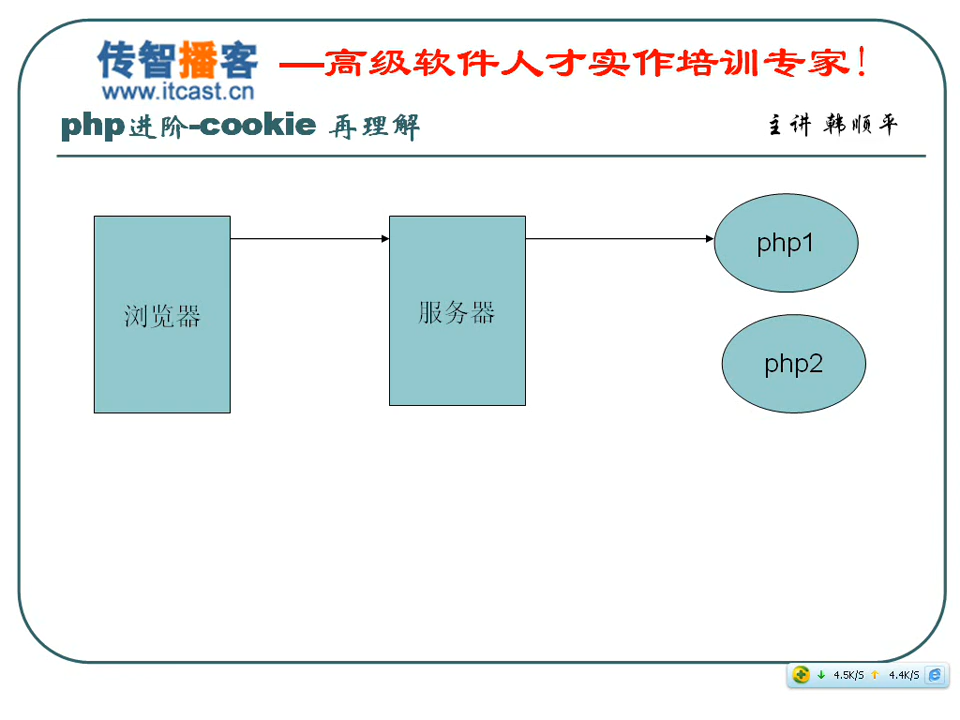 传智播客 —高级软件人才实作培训专家!
www.itcast.cn
php进阶-cookie 再理解 主讲 韩顺平
浏览器
服务器
php1
php2
4.5K/S 4.4K/S